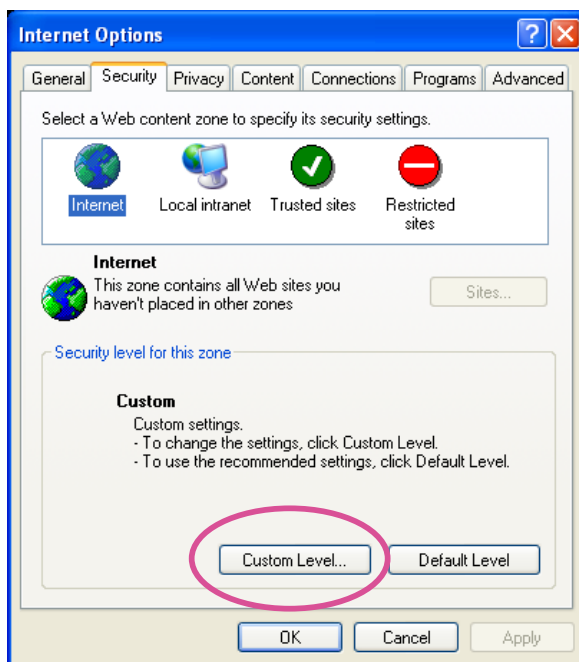 Internet Options
General Security Privacy Content Connections Programs Advanced
Select a Web content zone to specify its security settings.
Internet Local intranet Trusted sites Restricted
sites
Internet
This zone contains all Web sites you
haven't placed in other zones
Sites...
Security level for this zone
Custom
Custom settings.
- To change the settings, click Custom Level.
- To use the recommended settings, click Default Level.
Custom Level... Default Level
OK Cancel Apply